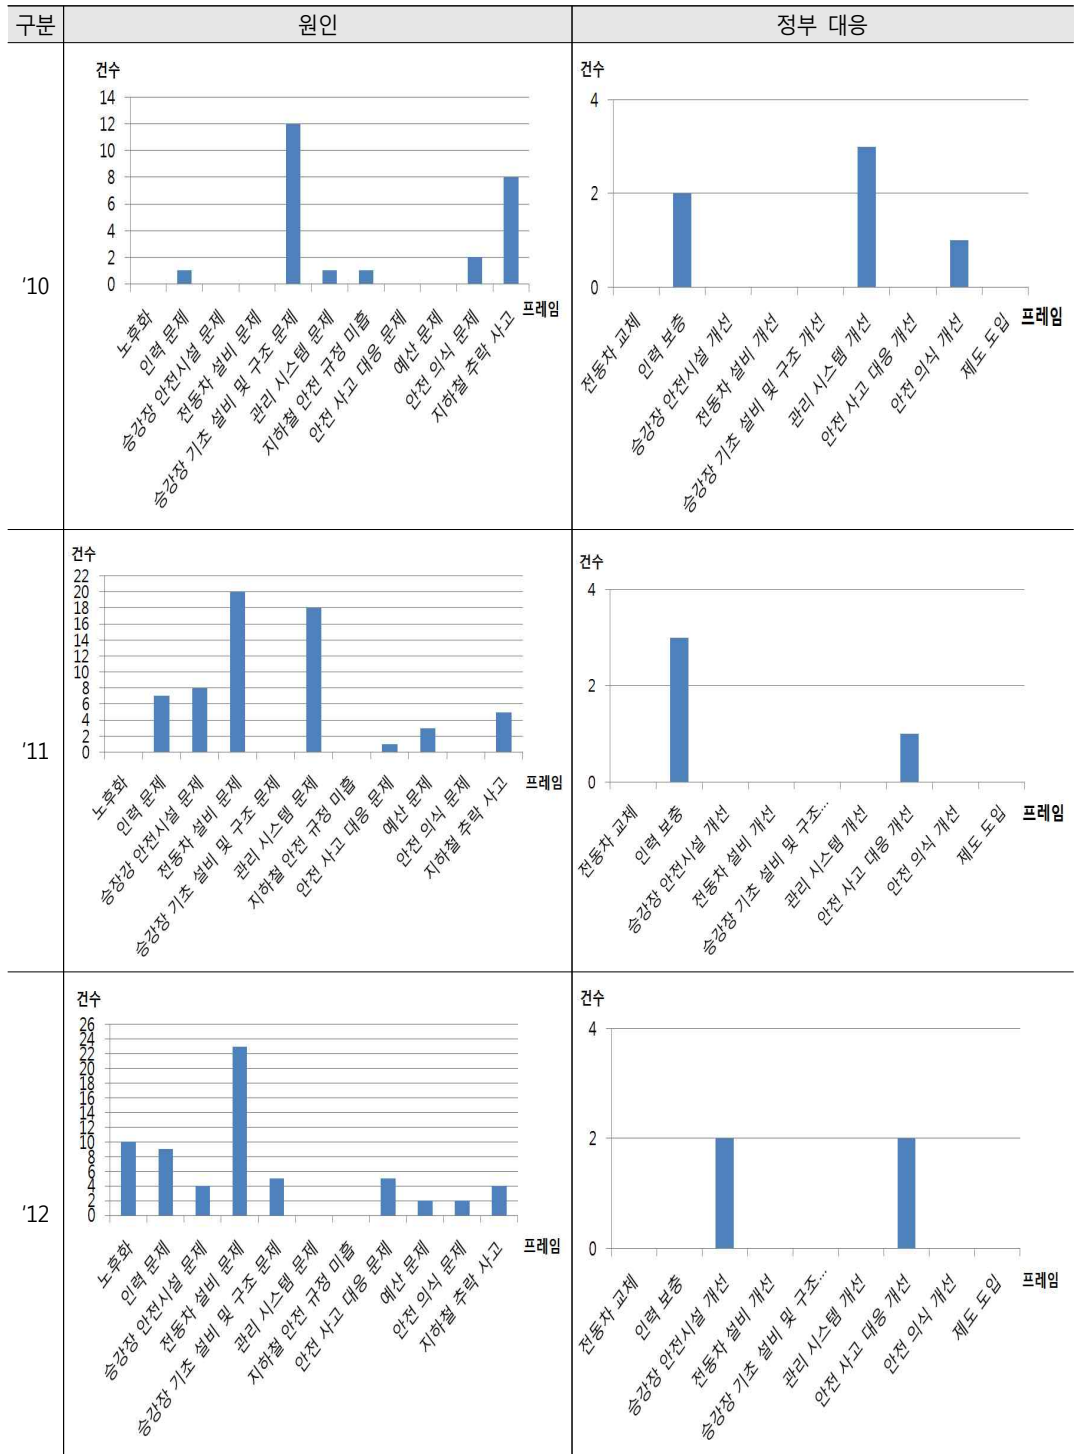 구분 원인 정부 대응
'10
건수
14
12
10
8
6
4
2
0
노후화
인력 문제
승강장 안전시설 문제
전동차 설비 문제
승강장 기초 설비 및 구조 문제
관리 시스템 문제
지하철 안전 규정 미흡
안전 사고 대응 문제
예산 문제
안전 의식 문제
지하철 추락 사고
프레임
건수
4
2
0
전동차 교체
인력 보충
승강장 안전시설 개선
전동차 설비 개선
승강장 기초 설비 및 구조 개선
관리 시스템 개선
안전 사고 대응 개선
안전 의식 개선
제도 도입
프레임
'11
건수
22
20
18
16
14
12
10
8
6
4
2
0
노후화
인력 문제
승장강 안전시설 문제
전동차 설비 문제
승강장 기초 설비 및 구조 문제
관리 시스템 문제
지하철 안전 규정 미흡
안전 사고 대응 문제
예산 문제
안전 의식 문제
지하철 추락 사고
프레임
건수
4
2
0
전동차 교체
인력 보충
승강장 안전시설 개선
전동차 설비 개선
승강장 기초 설비 및 구조...
관리 시스템 개선
안전 사고 대응 개선
안전 의식 개선
제도 도입
프레임
'12
건수
26
24
22
20
18
16
14
12
10
8
6
4
2
0
노후화
인력 문제
승강장 안전시설 문제
전동차 설비 문제
승강장 기초 설비 및 구조 문제
관리 시스템 문제
지하철 안전 규정 미흡
안전 사고 대응 문제
예산 문제
안전 의식 문제
지하철 추락 사고
프레임
건수
4
2
0
전동차 교체
인력 보충
승강장 안전시설 개선
전동차 설비 개선
승강장 기초 설비 및 구조...
관리 시스템 개선
안전 사고 대응 개선
안전 의식 개선
제도 도입
프레임